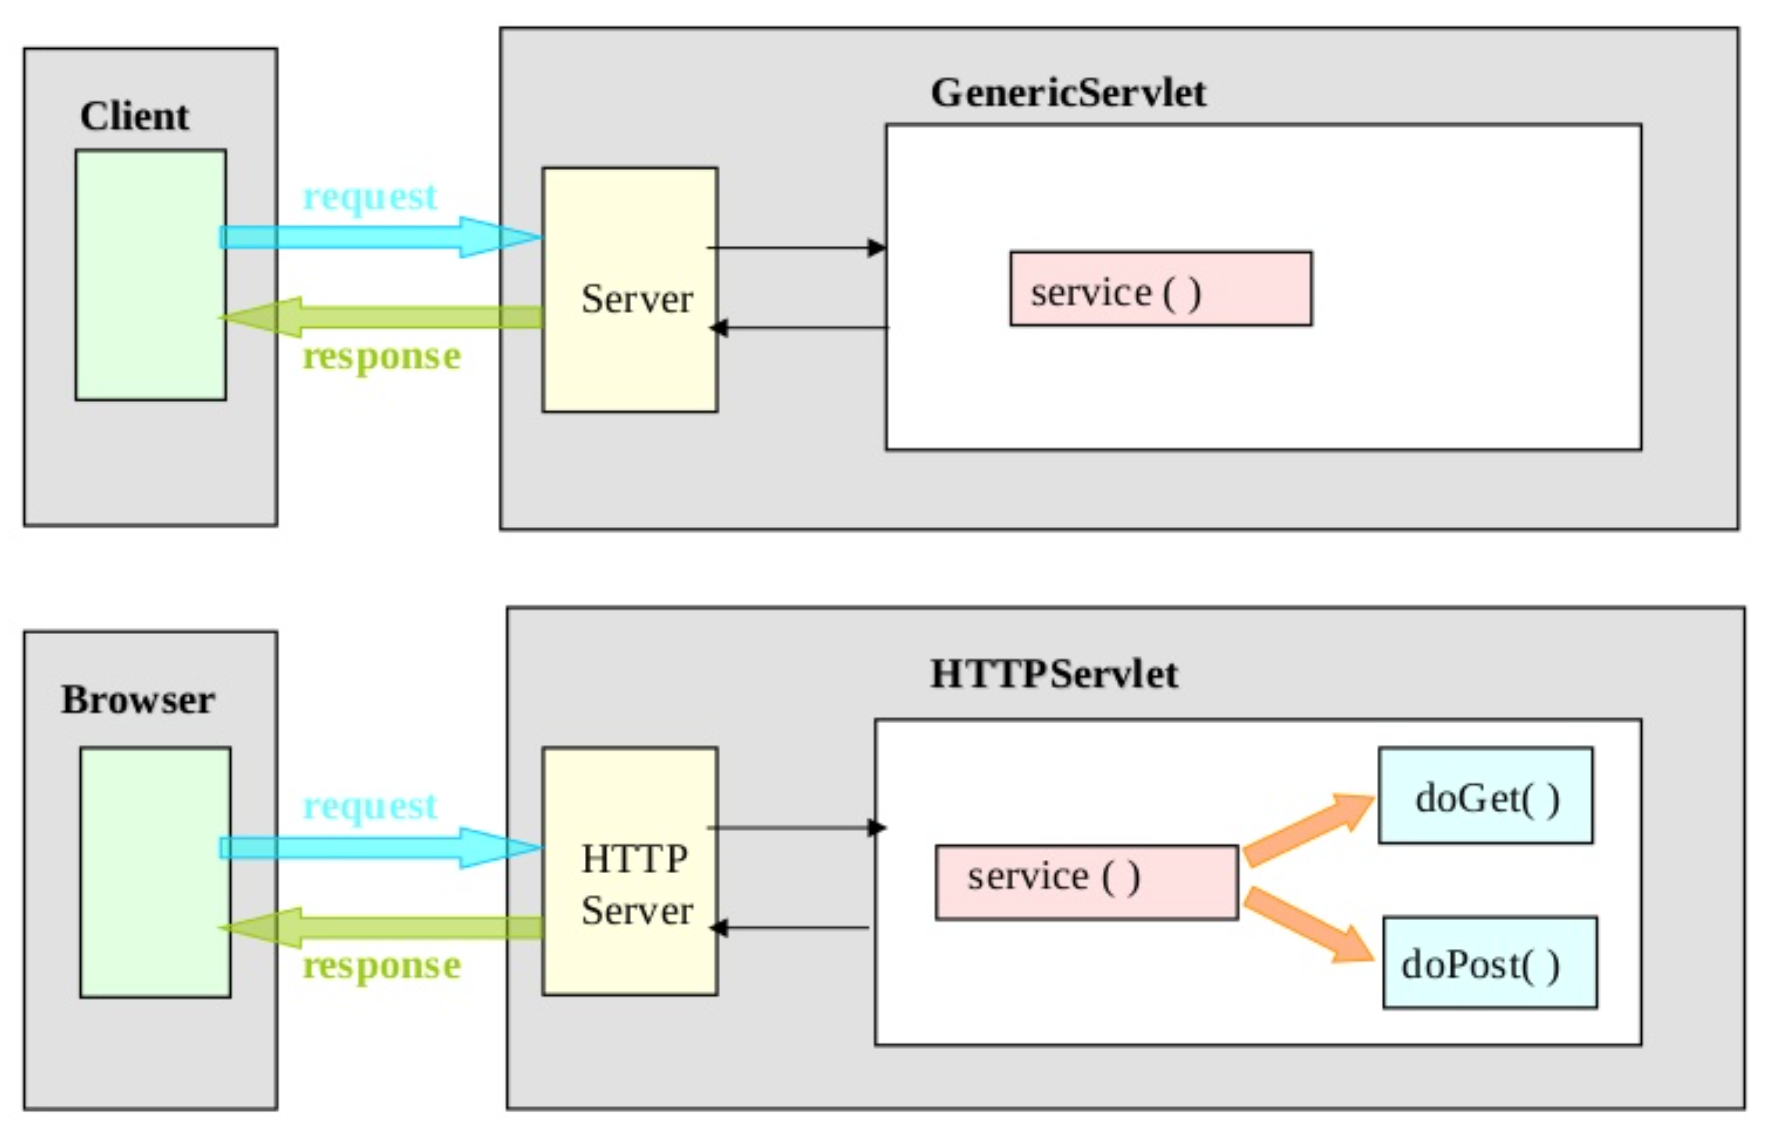 Client
GenericServlet
request
Server
service ( )
response
Browser
HTTPServlet
request
HTTP
Server
service ( )
doGet( )
doPost( )
response